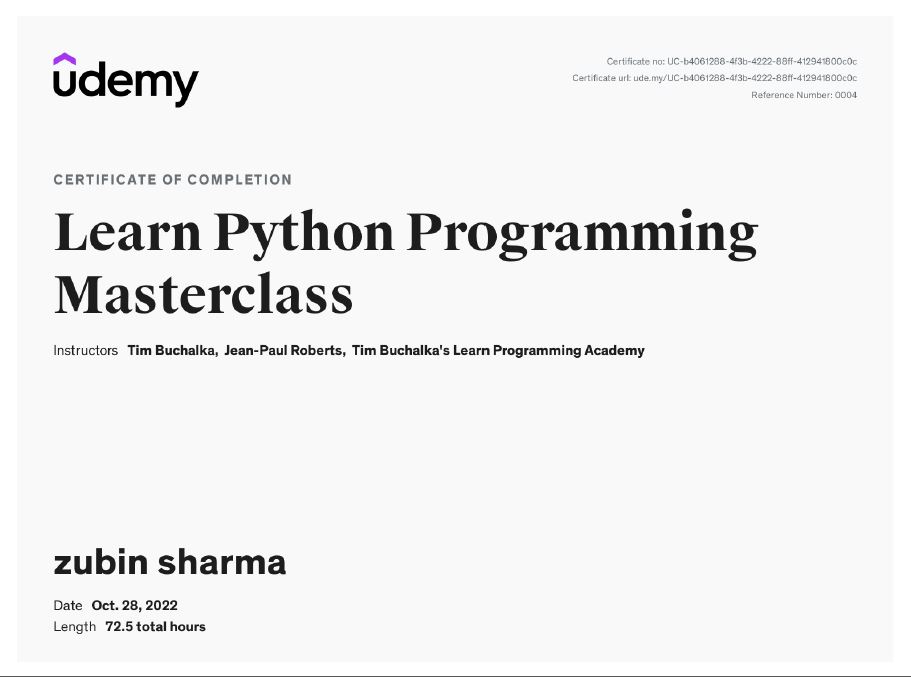 udemy
Certificate no: UC-b4061288-4f3b-4222-88ff-412941800c0c
Certificate url: ude.my/UC-b4061288-4f3b-4222-88ff-412941800c0c
Reference Number: 0004
CERTIFICATE OF COMPLETION
Learn Python Programming
Masterclass
Instructors Tim Buchalka, Jean-Paul Roberts, Tim Buchalka's Learn Programming Academy
zubin sharma
Date Oct. 28, 2022
Length 72.5 total hours